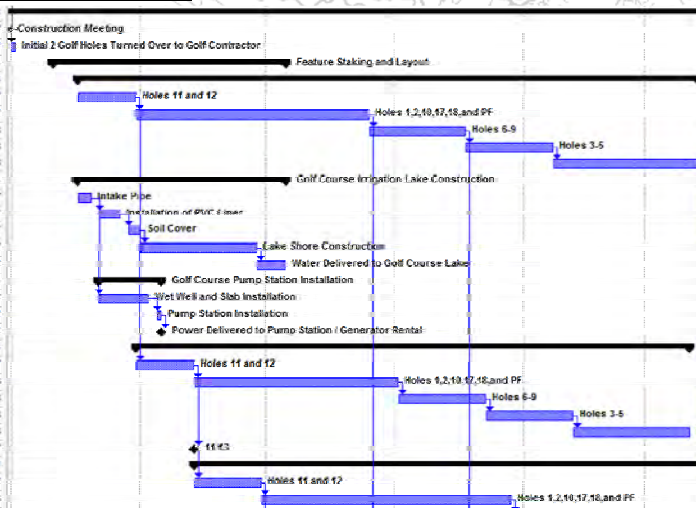 -Construction Meeting
Initial 2 Golf Holes Turned Over to Golf Contractor
Feature Staking and Layout
Holes 11 and 12
Holes 1,2,10,17,18,and PF
Holes 6-9
Holes 3-5
Golf Course Irrigation Lake Construction
Intake Pipe
Installation of PVC Liner
Soil Cover
Lake Shore Construction
Water Delivered to Golf Course Lake
Golf Course Pump Station Installation
Wet Well and Slab Installation
Pump Station Installation
Power Delivered to Pump Station / Generator Rental
Holes 11 and 12
Holes 1,2,10,17,18,and PF
Holes 6-9
Holes 3-5
Holes 11 and 12
Holes 1,2,10,17,18,and PF